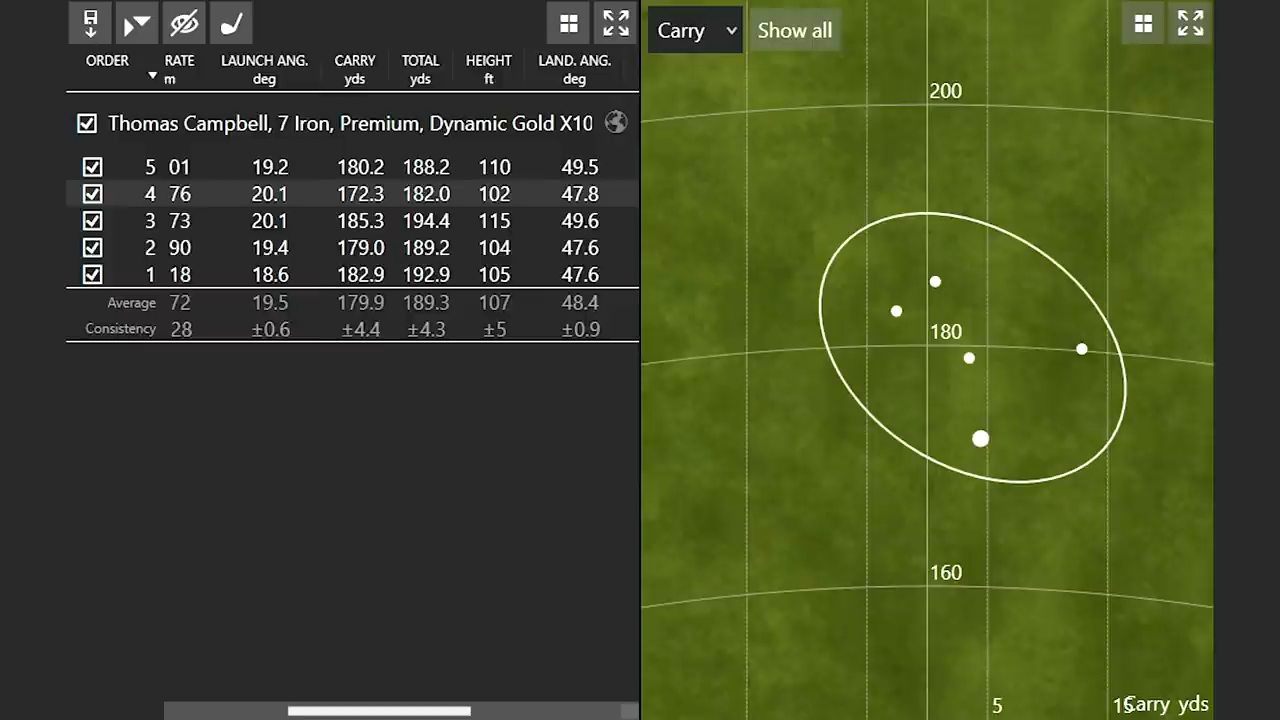 ORDER RATE LAUNCH ANG. CARRY TOTAL HEIGHT LAND. ANG.
m deg yds yds ft deg
Thomas Campbell, 7 Iron, Premium, Dynamic Gold X10
5 01 19.2 180.2 188.2 110 49.5
4 76 20.1 172.3 182.0 102 47.8
3 73 20.1 185.3 194.4 115 49.6
2 90 19.4 179.0 189.2 104 47.6
1 18 18.6 182.9 192.9 105 47.6
Average 72 19.5 179.9 189.3 107 48.4
Consistency 28 ±0.6 ±4.4 ±4.3 ±5 ±0.9
Carry Show all
200
180
160
5 15 Carry yds